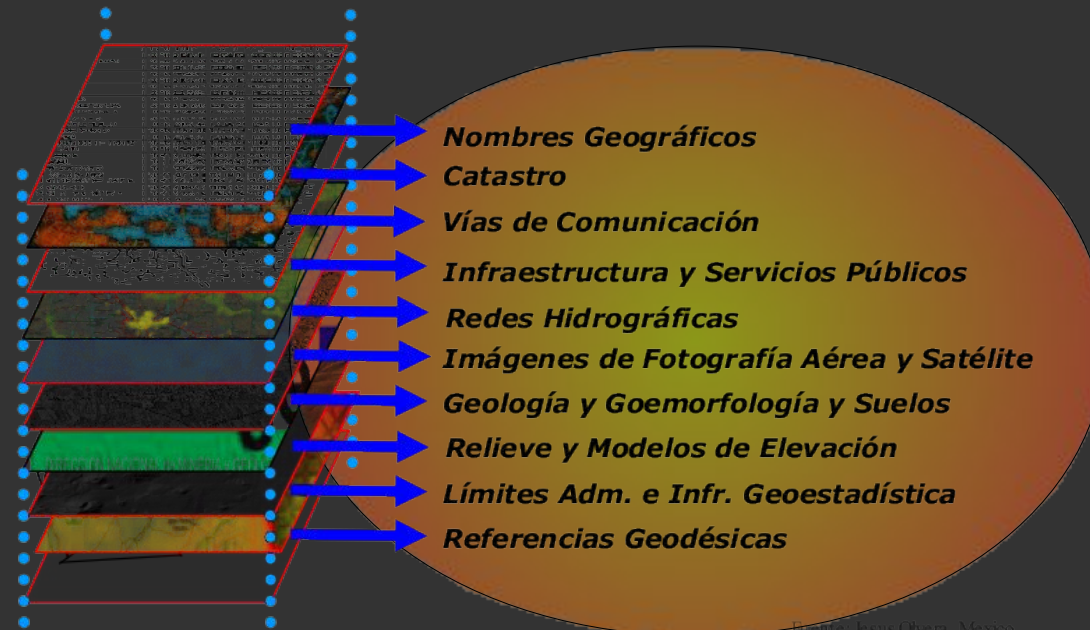 Nombres Geográficos
Catastro
Vías de Comunicación
Infraestructura y Servicios Públicos
Redes Hidrográficas
Imágenes de Fotografía Aérea y Satélite
Geología y Goemorfología y Suelos
Relieve y Modelos de Elevación
Límites Adm. e Infr. Geoestadística
Referencias Geodésicas